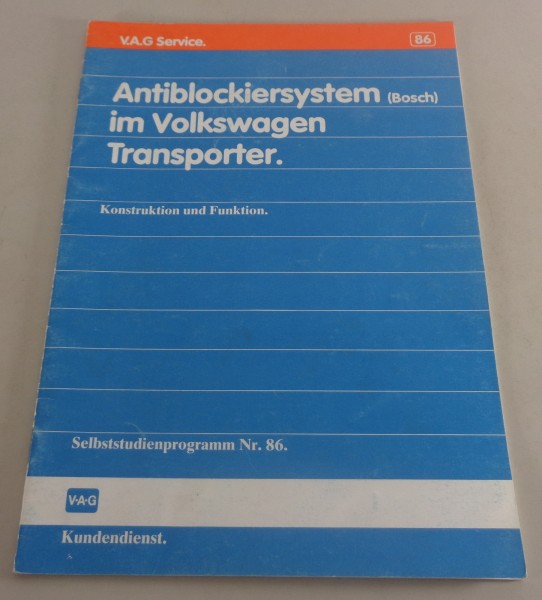 V.A.G Service.
86
Antiblockiersystem (Bosch)
im Volkswagen
Transporter.
Konstruktion und Funktion.
Selbststudienprogramm Nr. 86.
V·A·G
Kundendienst.